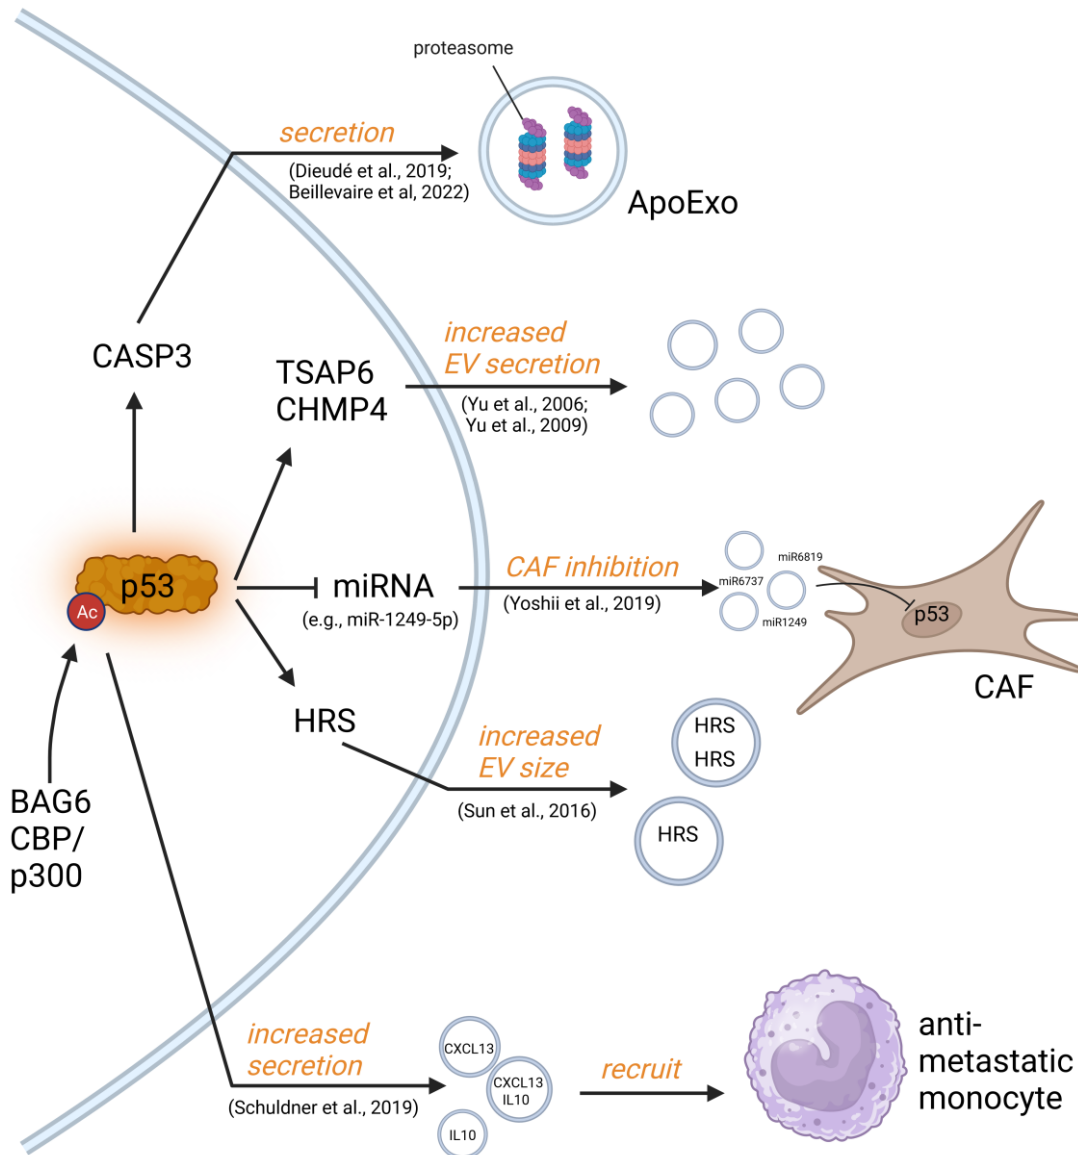 proteasome
secretion
(Dieudé et al., 2019;
Beillevaire et al, 2022)
ApoExo
CASP3
TSAP6
CHMP4
increased
EV secretion
(Yu et al., 2006;
Yu et al., 2009)
p53
Ac
miRNA
(e.g., miR-1249-5p)
CAF inhibition
(Yoshii et al., 2019)
miR6819
miR6737
miR1249
p53
CAF
HRS
increased
EV size
(Sun et al., 2016)
HRS
HRS
HRS
BAG6
CBP/
p300
increased
secretion
(Schuldner et al., 2019)
CXCL13
CXCL13
IL10
IL10
recruit
anti-
metastatic
monocyte